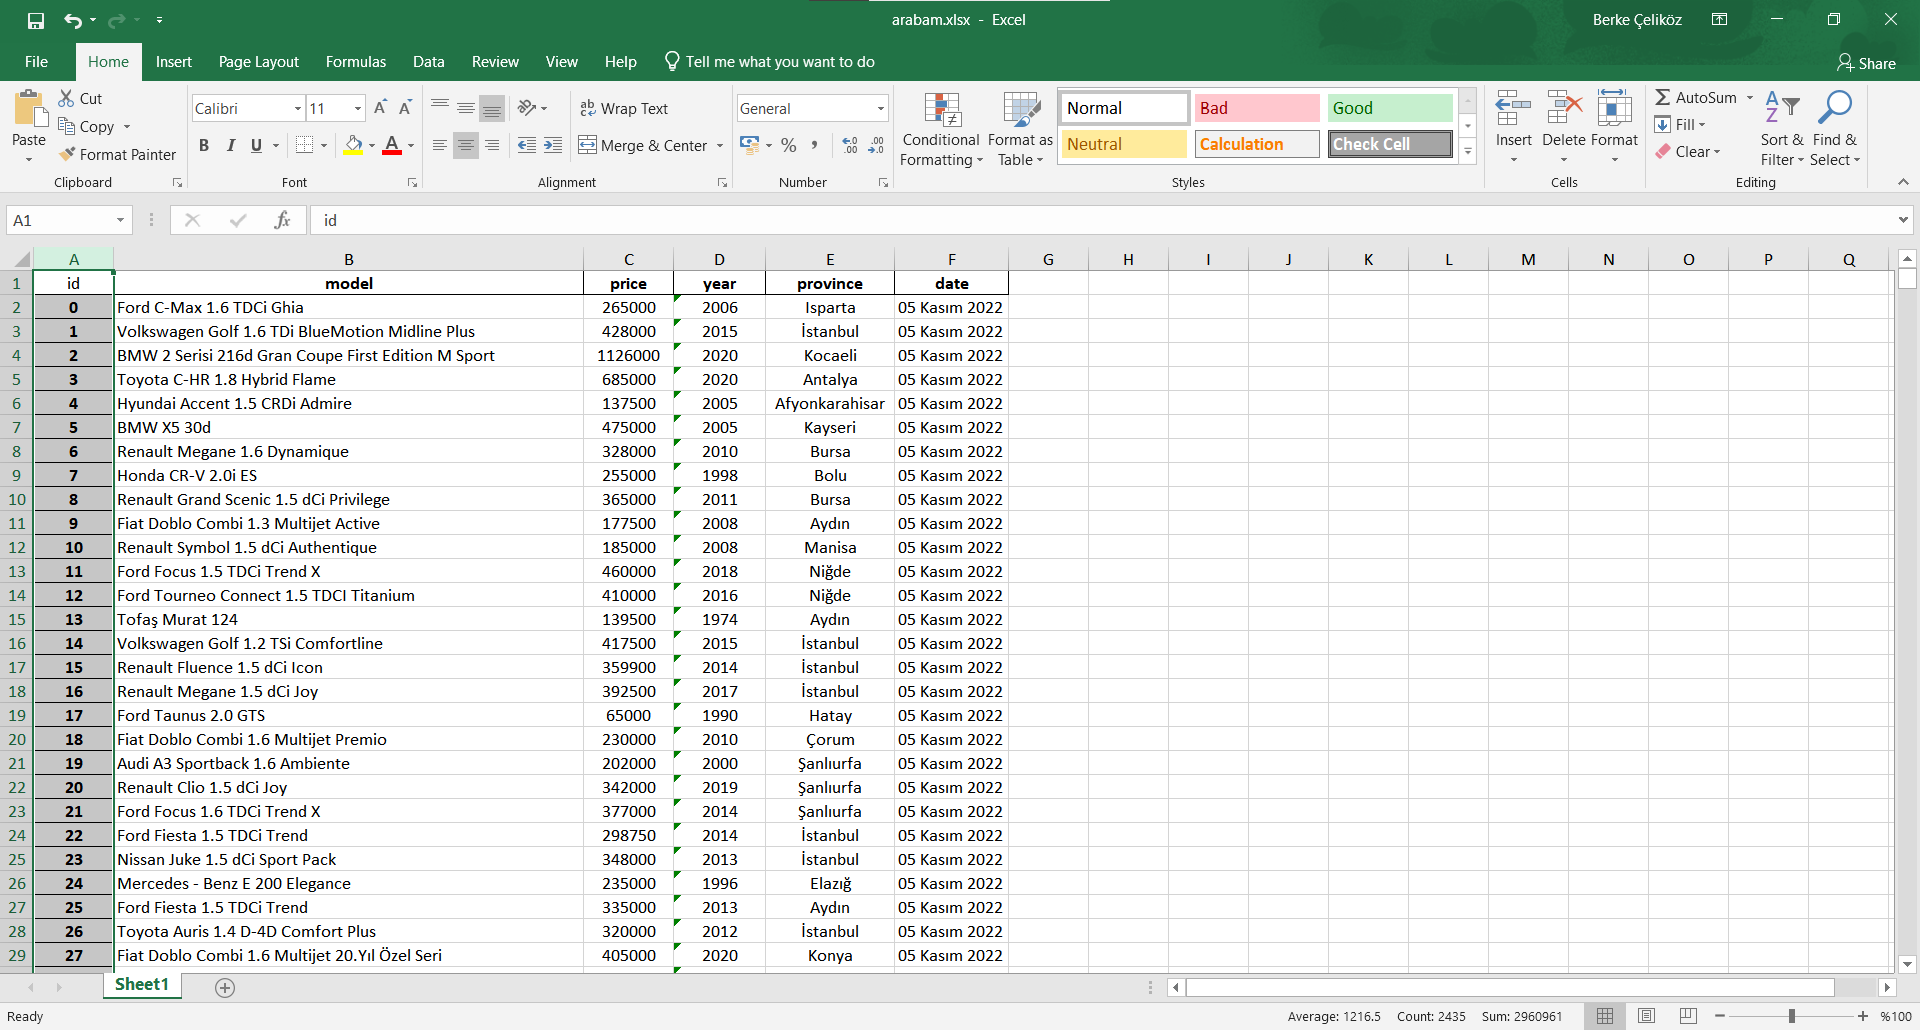 arabam.xlsx - Excel
Berke Çeliköz
File Home Insert Page Layout Formulas Data Review View Help Tell me what you want to do
Share
Paste
Cut
Copy
Format Painter
Clipboard
Calibri 11
B I U
Font
Wrap Text
Merge & Center
Alignment
General
Number
Conditional Formatting
Format as Table
Normal Bad Good
Neutral Calculation Check Cell
Styles
Insert Delete Format
Cells
AutoSum
Fill
Clear
Sort & Filter
Find & Select
Editing
A1 fx id
A B C D E F G H I J K L M N O P Q
1 id model price year province date
2 0 Ford C-Max 1.6 TDCi Ghia 265000 2006 Isparta 05 Kasım 2022
3 1 Volkswagen Golf 1.6 TDi BlueMotion Midline Plus 428000 2015 İstanbul 05 Kasım 2022
4 2 BMW 2 Serisi 216d Gran Coupe First Edition M Sport 1126000 2020 Kocaeli 05 Kasım 2022
5 3 Toyota C-HR 1.8 Hybrid Flame 685000 2020 Antalya 05 Kasım 2022
6 4 Hyundai Accent 1.5 CRDi Admire 137500 2005 Afyonkarahisar 05 Kasım 2022
7 5 BMW X5 30d 475000 2005 Kayseri 05 Kasım 2022
8 6 Renault Megane 1.6 Dynamique 328000 2010 Bursa 05 Kasım 2022
9 7 Honda CR-V 2.0i ES 255000 1998 Bolu 05 Kasım 2022
10 8 Renault Grand Scenic 1.5 dCi Privilege 365000 2011 Bursa 05 Kasım 2022
11 9 Fiat Doblo Combi 1.3 Multijet Active 177500 2008 Aydın 05 Kasım 2022
12 10 Renault Symbol 1.5 dCi Authentique 185000 2008 Manisa 05 Kasım 2022
13 11 Ford Focus 1.5 TDCi Trend X 460000 2018 Niğde 05 Kasım 2022
14 12 Ford Tourneo Connect 1.5 TDCI Titanium 410000 2016 Niğde 05 Kasım 2022
15 13 Tofaş Murat 124 139500 1974 Aydın 05 Kasım 2022
16 14 Volkswagen Golf 1.2 TSi Comfortline 417500 2015 İstanbul 05 Kasım 2022
17 15 Renault Fluence 1.5 dCi Icon 359900 2014 İstanbul 05 Kasım 2022
18 16 Renault Megane 1.5 dCi Joy 392500 2017 İstanbul 05 Kasım 2022
19 17 Ford Taunus 2.0 GTS 65000 1990 Hatay 05 Kasım 2022
20 18 Fiat Doblo Combi 1.6 Multijet Premio 230000 2010 Çorum 05 Kasım 2022
21 19 Audi A3 Sportback 1.6 Ambiente 202000 2000 Şanlıurfa 05 Kasım 2022
22 20 Renault Clio 1.5 dCi Joy 342000 2019 Şanlıurfa 05 Kasım 2022
23 21 Ford Focus 1.6 TDCi Trend X 377000 2014 Şanlıurfa 05 Kasım 2022
24 22 Ford Fiesta 1.5 TDCi Trend 298750 2014 İstanbul 05 Kasım 2022
25 23 Nissan Juke 1.5 dCi Sport Pack 348000 2013 İstanbul 05 Kasım 2022
26 24 Mercedes - Benz E 200 Elegance 235000 1996 Elazığ 05 Kasım 2022
27 25 Ford Fiesta 1.5 TDCi Trend 335000 2013 Aydın 05 Kasım 2022
28 26 Toyota Auris 1.4 D-4D Comfort Plus 320000 2012 İstanbul 05 Kasım 2022
29 27 Fiat Doblo Combi 1.6 Multijet 20.Yıl Özel Seri 405000 2020 Konya 05 Kasım 2022
Sheet1
Ready
Average: 1216.5 Count: 2435 Sum: 2960961
%100